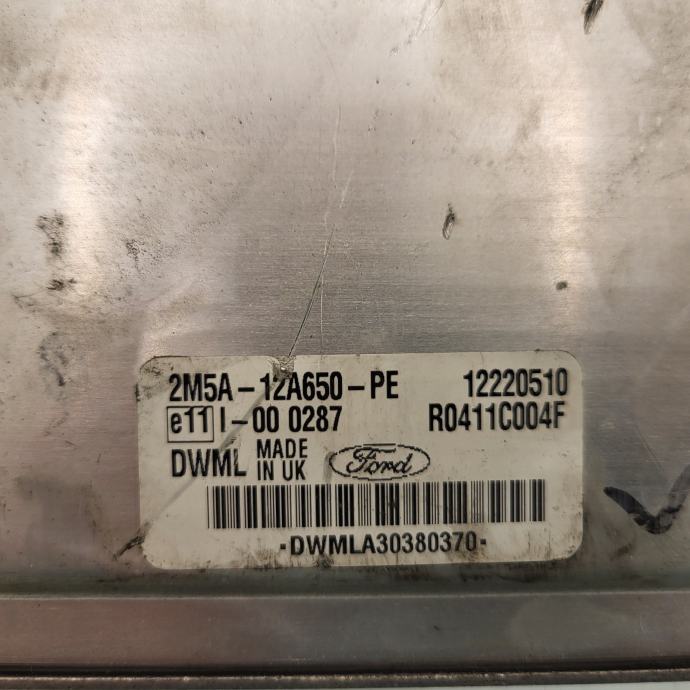 2M5A-12A650-PE 12220510
e11 I-00 0287 R0411C004F
DWML MADE IN UK Ford
-DWMLA30380370-